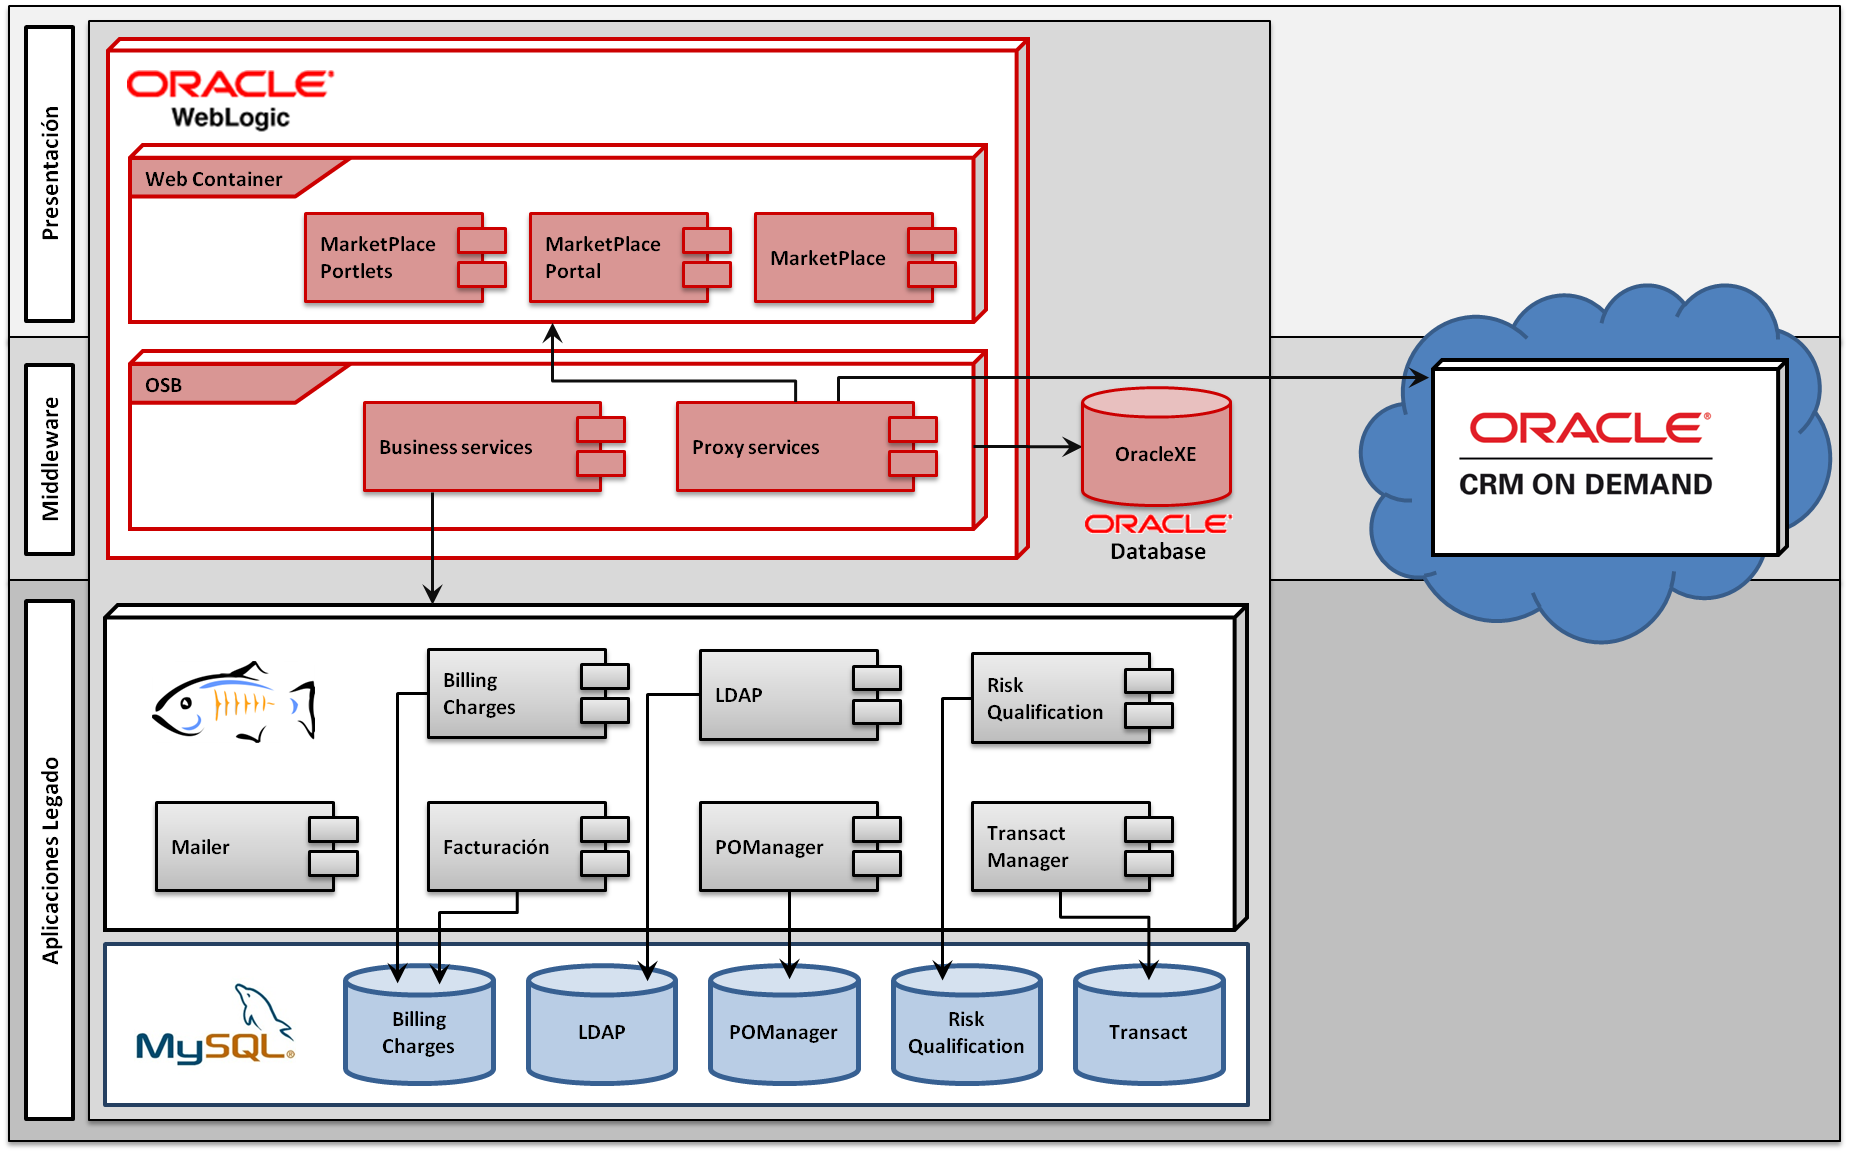 Presentación
ORACLE
WebLogic
Web Container
MarketPlace
Portlets
MarketPlace
Portal
MarketPlace
Middleware
OSB
Business services
Proxy services
OracleXE
ORACLE
Database
ORACLE
CRM ON DEMAND
Aplicaciones Legado
Billing
Charges
LDAP
Risk
Qualification
Mailer
Facturación
POManager
Transact
Manager
MySQL
Billing
Charges
LDAP
POManager
Risk
Qualification
Transact